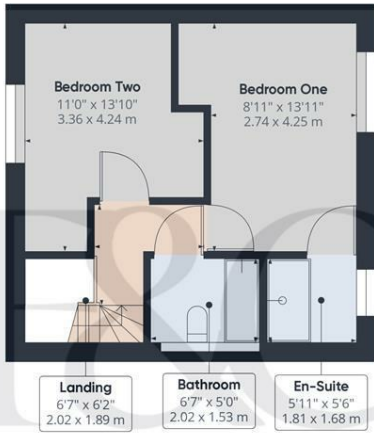 Bedroom Two
11'0" x 13'10"
3.36 x 4.24 m
Bedroom One
8'11" x 13'11"
2.74 x 4.25 m
Landing
6'7" x 6'2"
2.02 x 1.89 m
Bathroom
6'7" x 5'0"
2.02 x 1.53 m
En-Suite
5'11" x 5'6"
1.81 x 1.68 m